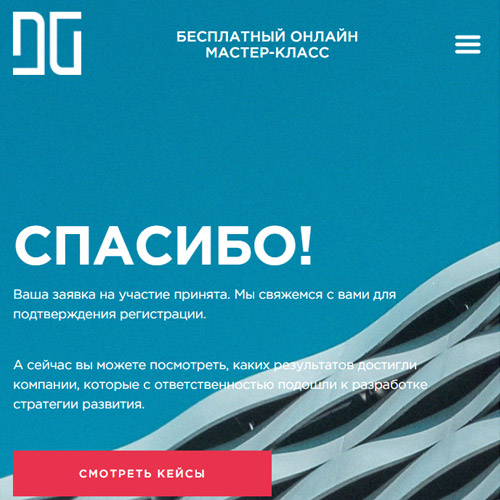 DG
БЕСПЛАТНЫЙ ОНЛАЙН
МАСТЕР-КЛАСС
СПАСИБО!
Ваша заявка на участие принята. Мы свяжемся с вами для
подтверждения регистрации.
А сейчас вы можете посмотреть, каких результатов достигли
компании, которые с ответственностью подошли к разработке
стратегии развития.
СМОТРЕТЬ КЕЙСЫ